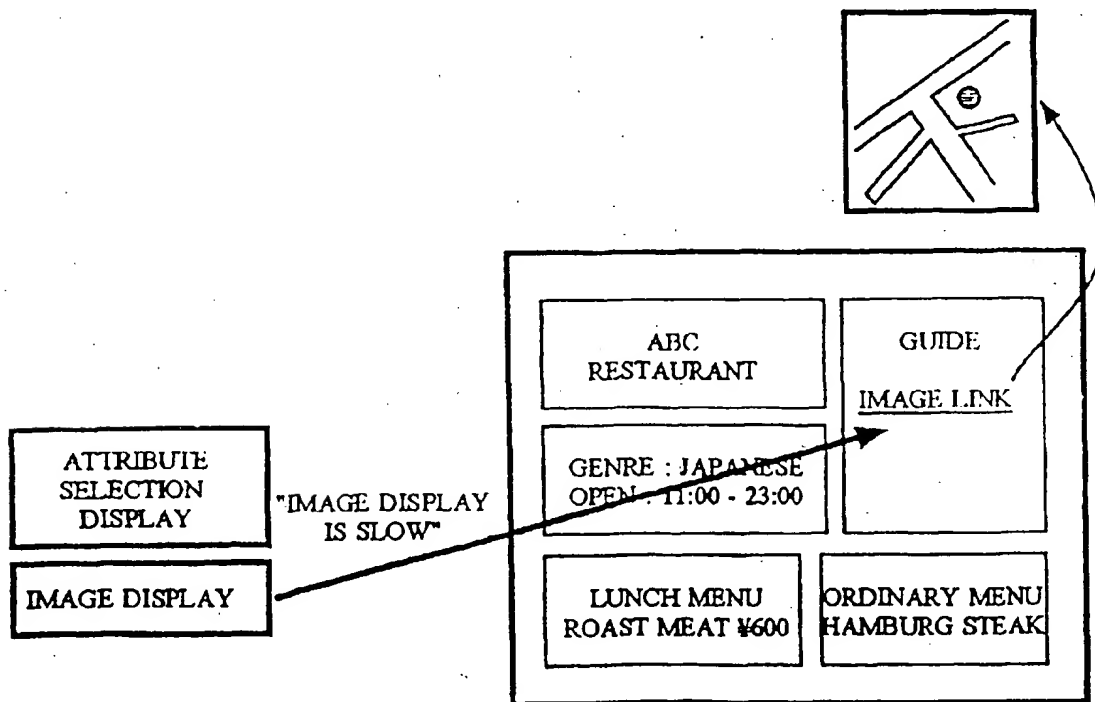 ABC
RESTAURANT
GUIDE
IMAGE LINK
ATTRIBUTE
SELECTION
DISPLAY
"IMAGE DISPLAY
IS SLOW"
GENRE : JAPANESE
OPEN : 11:00 - 23:00
IMAGE DISPLAY
LUNCH MENU
ROAST MEAT ¥600
ORDINARY MENU
HAMBURG STEAK